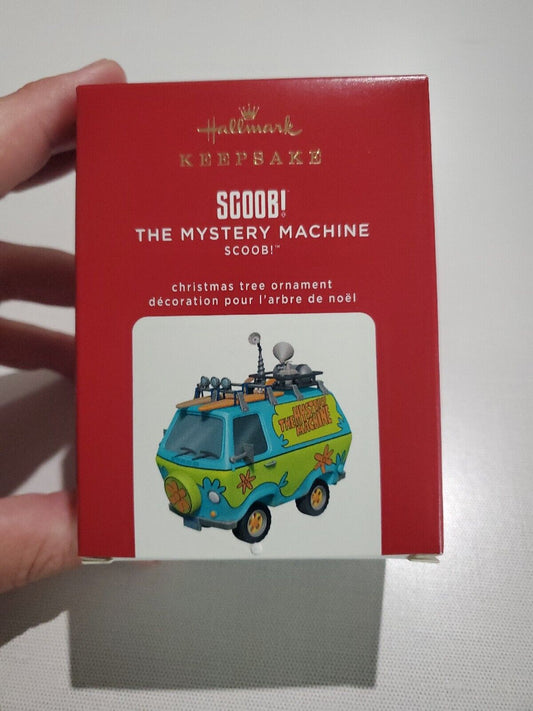 Hallmark
KEEPSAKE
SCOOB!™
THE MYSTERY MACHINE
SCOOB!™
christmas tree ornament
décoration pour l'arbre de noël
THE MYSTERY
MACHINE